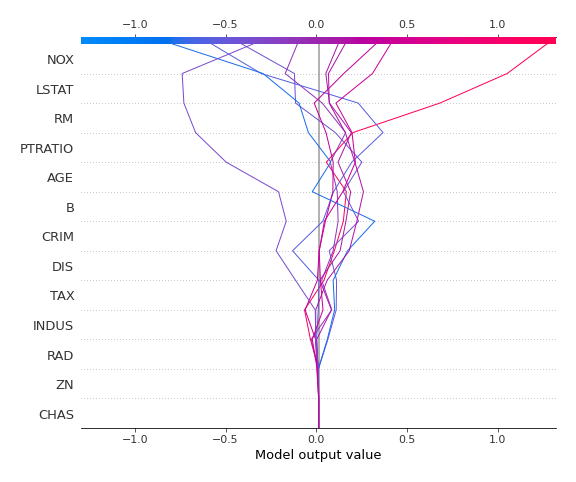 −1.0 −0.5 0.0 0.5 1.0
NOX
LSTAT
RM
PTRATIO
AGE
B
CRIM
DIS
TAX
INDUS
RAD
ZN
CHAS
−1.0 −0.5 0.0 0.5 1.0
Model output value